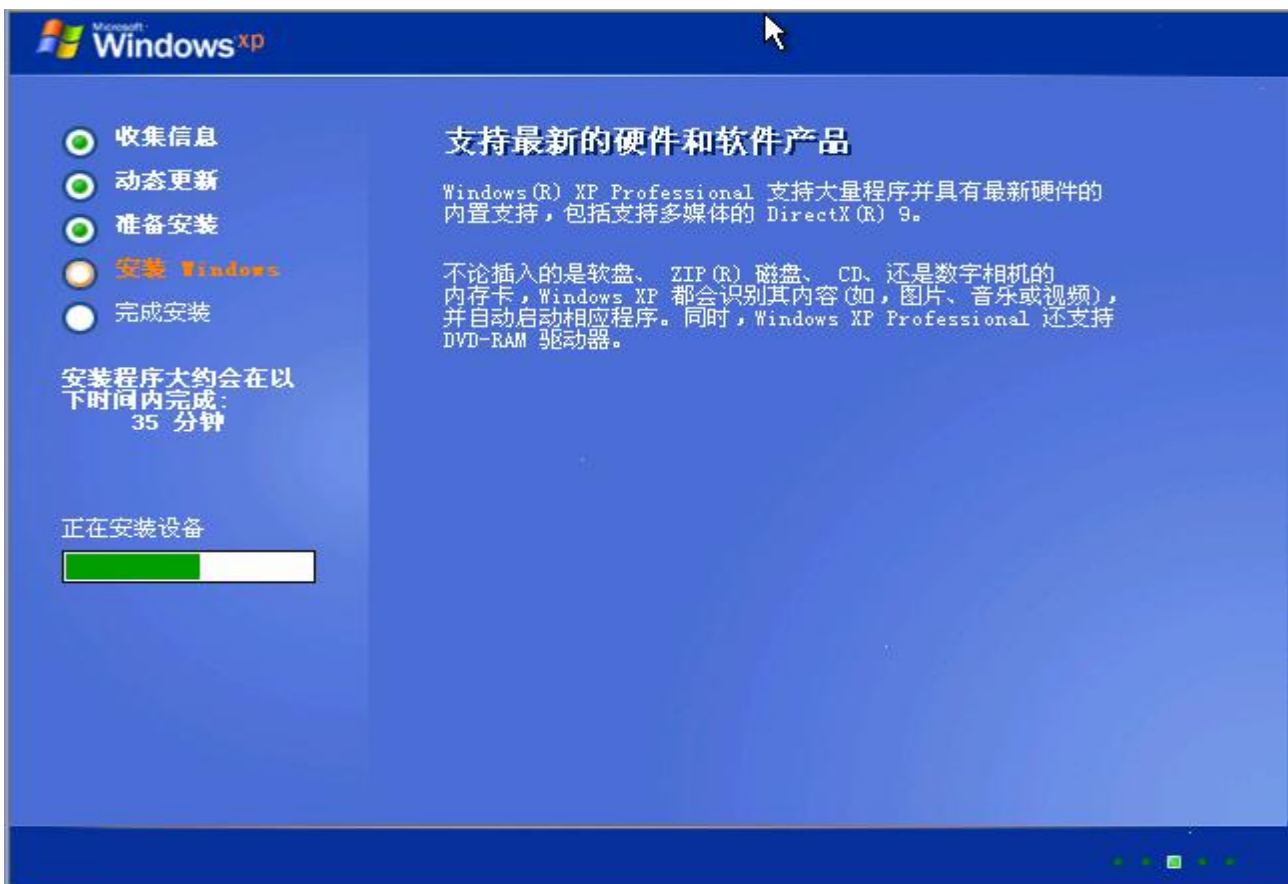 Microsoft
Windows xp
收集信息
动态更新
准备安装
安装 Windows
完成安装
安装程序大约会在以
下时间内完成:
35 分钟
正在安装设备
支持最新的硬件和软件产品
Windows(R) XP Professional 支持大量程序并具有最新硬件的
内置支持，包括支持多媒体的 DirectX(R) 9。
不论插入的是软盘、 ZIP(R) 磁盘、 CD、还是数字相机的
内存卡，Windows XP 都会识别其内容(如，图片、音乐或视频)，
并自动启动相应程序。同时，Windows XP Professional 还支持
DVD-RAM 驱动器。